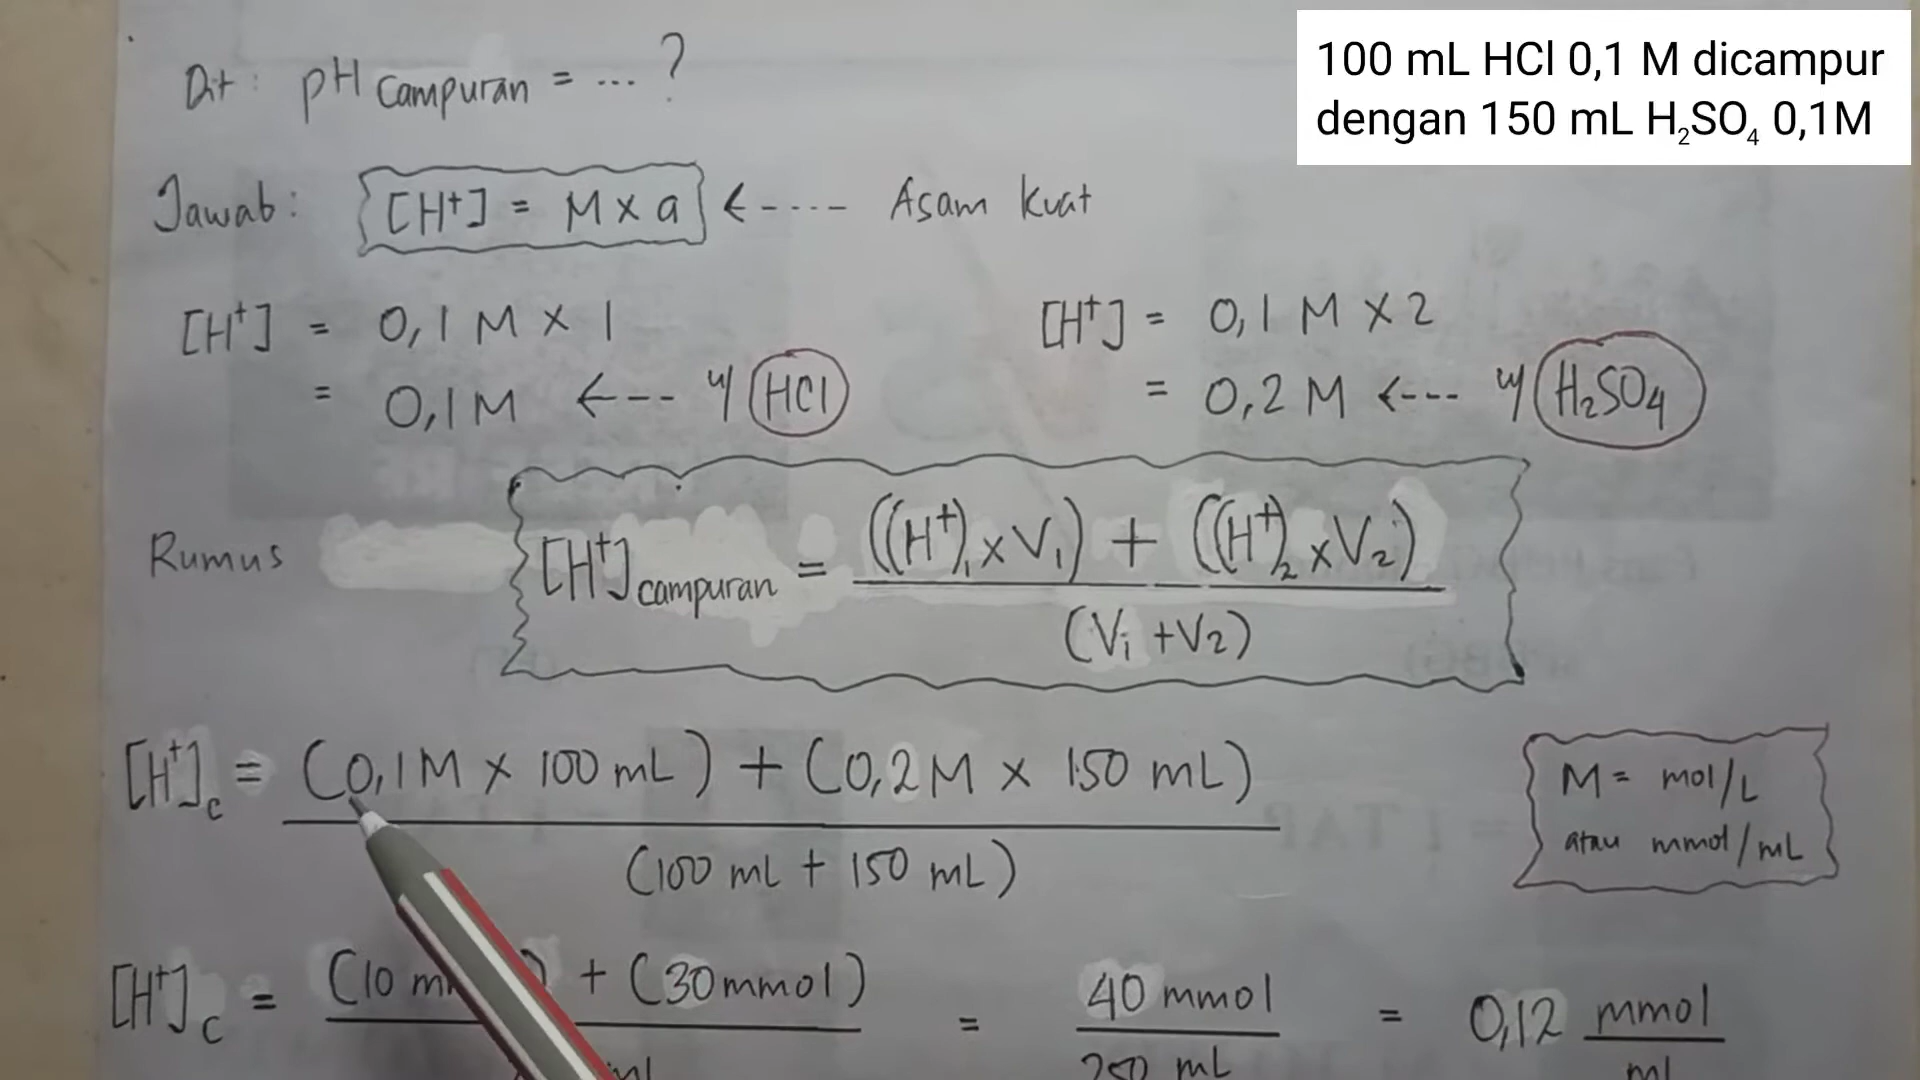 100 mL HCl 0,1 M dicampur
dengan 150 mL H₂SO₄ 0,1M
Dit : pH campuran = ... ?
Jawab : [H⁺] = M x a <---- Asam kuat
[H⁺] = 0,1 M x 1
= 0,1 M <--- u/ HCl
[H⁺] = 0,1 M x 2
= 0,2 M <--- u/ H₂SO₄
Rumus [H⁺]campuran = ((H⁺)₁ x V₁) + ((H⁺)₂ x V₂)
(V₁ + V₂)
[H⁺]c = (0,1 M x 100 mL) + (0,2 M x 150 mL)
(100 mL + 150 mL)
M = mol/L
atau mmol/mL
[H⁺]c = (10 ) + (30 mmol) = 40 mmol = 0,12 mmol
mL 250 mL mL